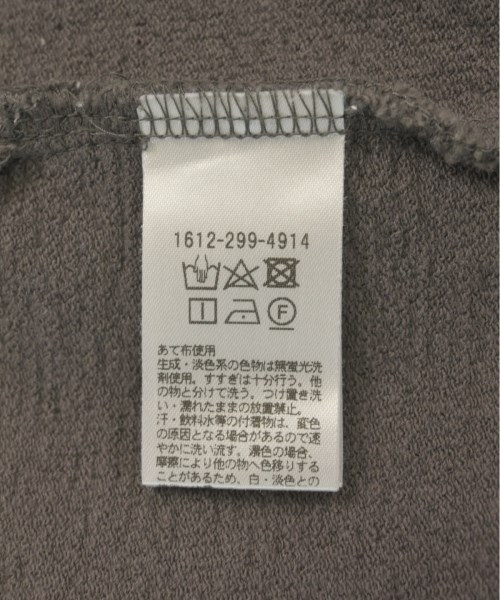 1612-299-4914
F
あて布使用
生成・淡色系の色物は無蛍光洗
剤使用。すすぎは十分行う。他
の物と分けて洗う。つけ置き洗
い・濡れたままの放置禁止。
汗・飲料水等の付着物は、変色
の原因となる場合があるので速
やかに洗い流す。濃色の場合、
摩擦により他の物へ色移りする
ことがあるため、白・淡色との